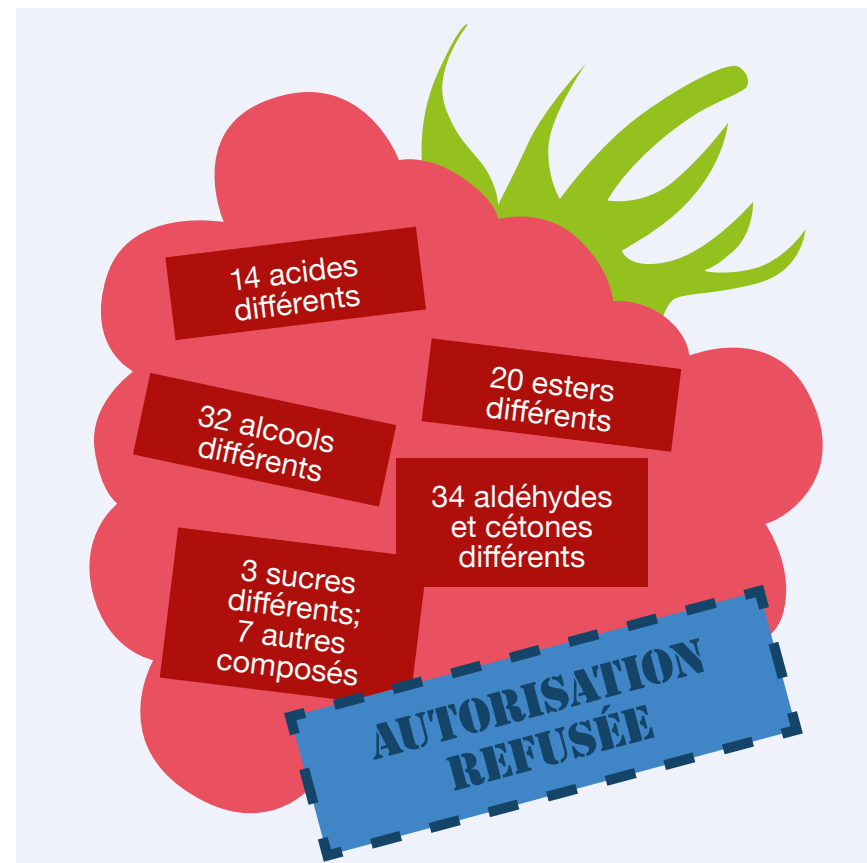 14 acides
différents
20 esters
différents
32 alcools
différents
34 aldéhydes
et cétones
différents
3 sucres
différents;
7 autres
composés
AUTORISATION
REFUSÉE